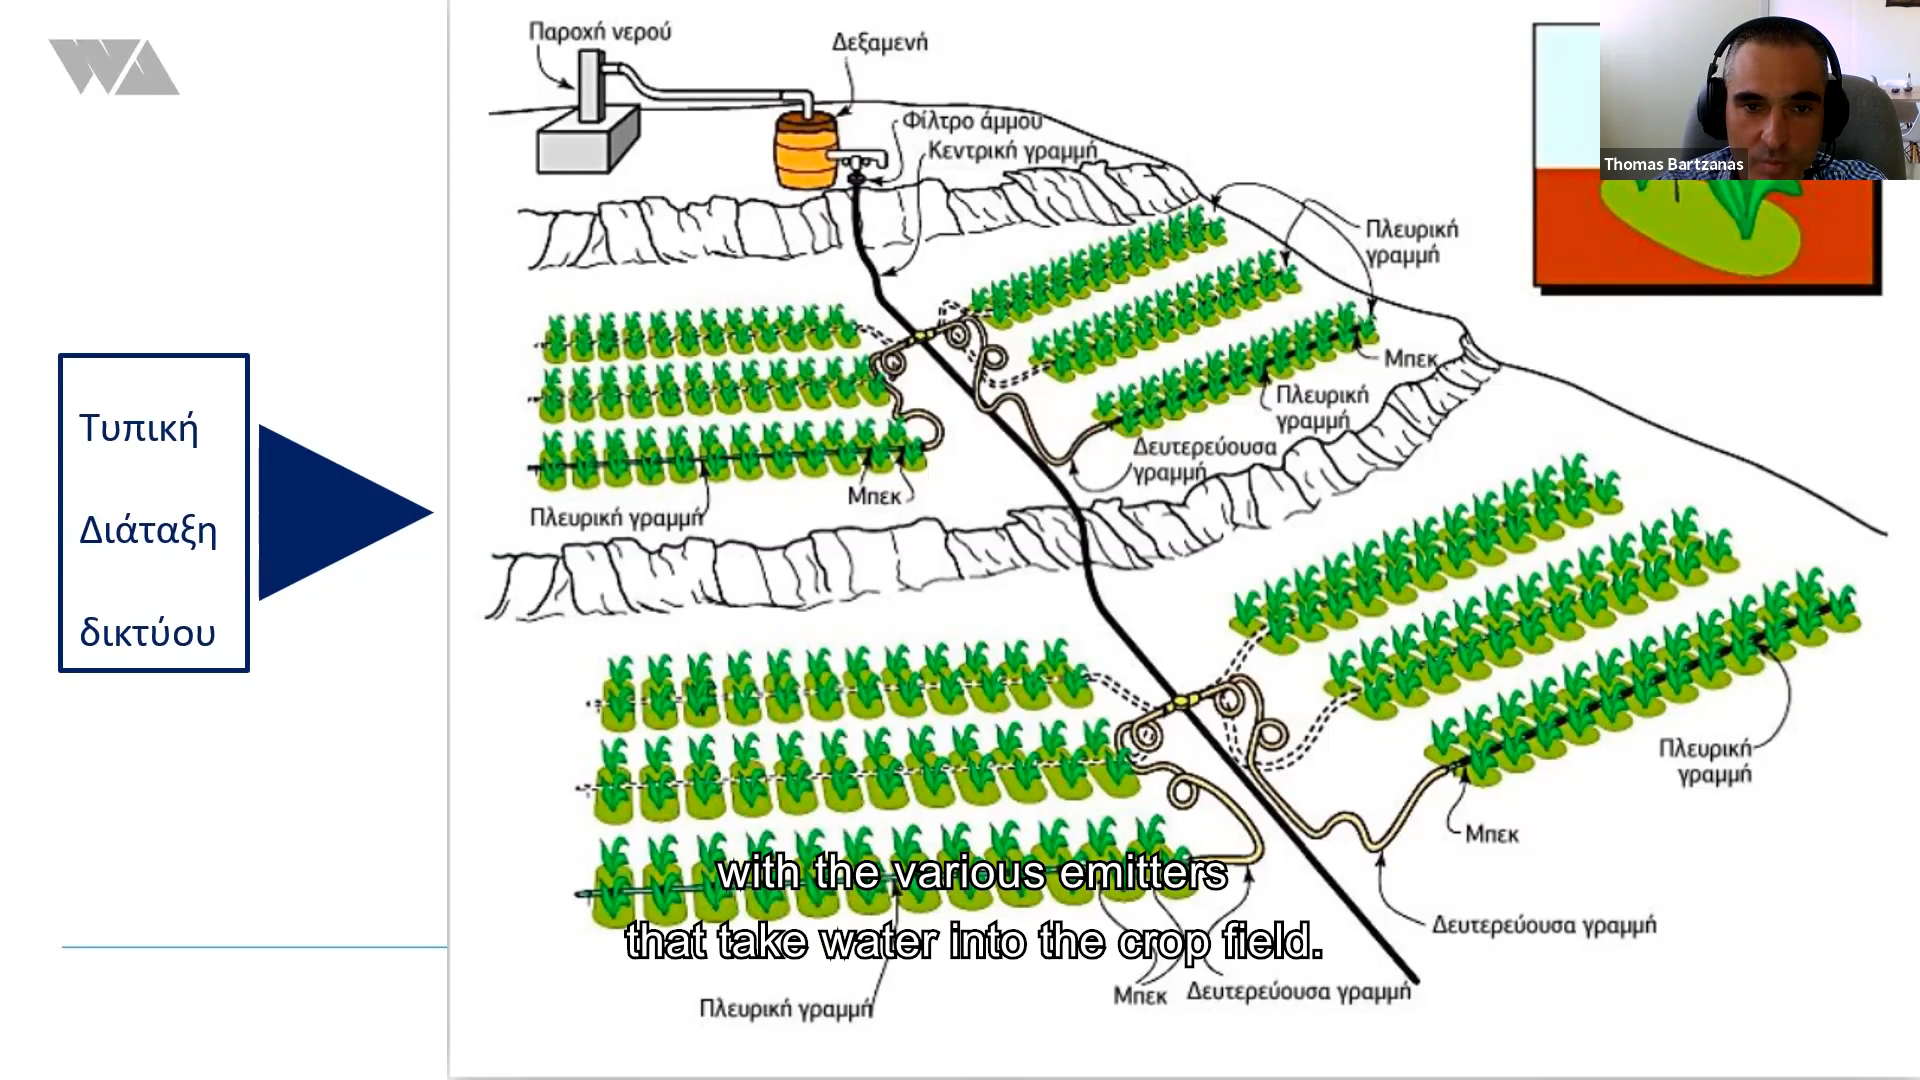 WA
Παροχή νερού
Δεξαμενή
Φίλτρο άμμου
Κεντρική γραμμή
Thomas Bartzanas
Πλευρική
γραμμή
Μπεκ
Πλευρική
γραμμή
Δευτερεύουσα
γραμμή
Μπεκ
Πλευρική γραμμή
Τυπική
Διάταξη
δικτύου
Πλευρική
γραμμή
Μπεκ
Δευτερεύουσα γραμμή
with the various emitters
that take water into the crop field.
Μπεκ
Δευτερεύουσα γραμμή
Πλευρική γραμμή